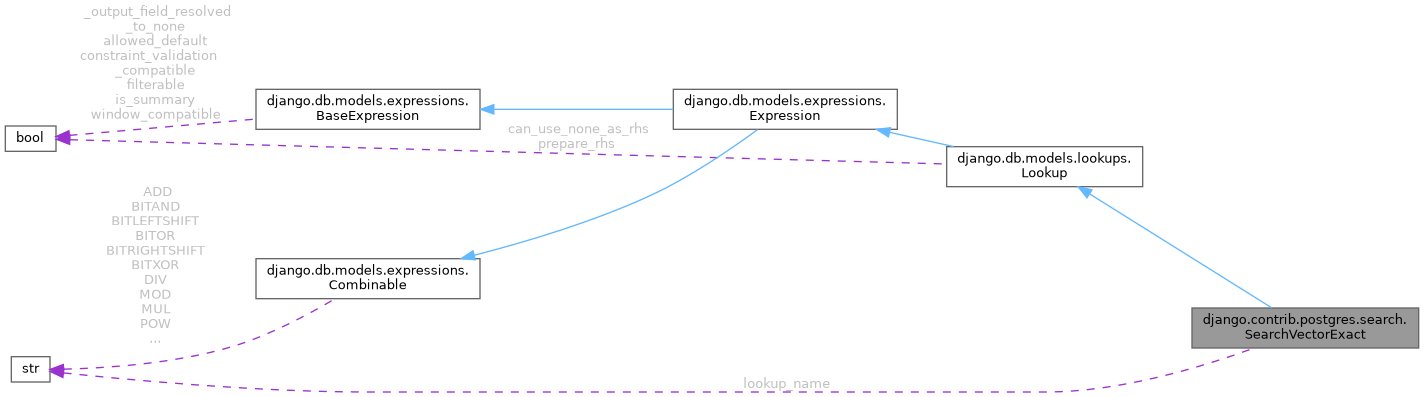 _output_field_resolved
_to_none
allowed_default
constraint_validation
_compatible
filterable
is_summary
window_compatible
django.db.models.expressions.
BaseExpression
django.db.models.expressions.
Expression
bool
can_use_none_as_rhs
prepare_rhs
django.db.models.lookups.
Lookup
ADD
BITAND
BITLEFTSHIFT
BITOR
BITRIGHTSHIFT
BITXOR
DIV
MOD
MUL
POW
...
django.db.models.expressions.
Combinable
django.contrib.postgres.search.
SearchVectorExact
str
lookup_name